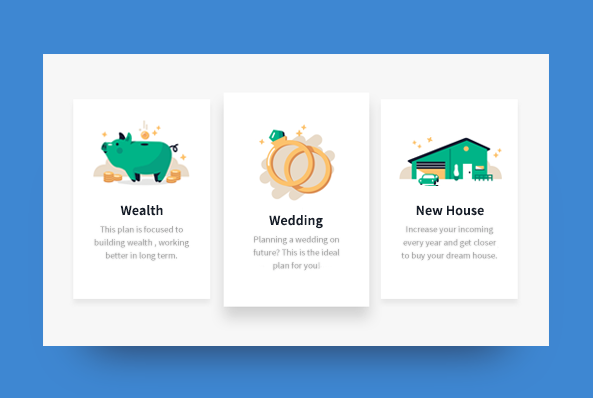 Wealth
This plan is focused to
building wealth , working
better in long term.
Wedding
Planning a wedding on
future? This is the ideal
plan for you!
New House
Increase your incoming
every year and get closer
to buy your dream house.